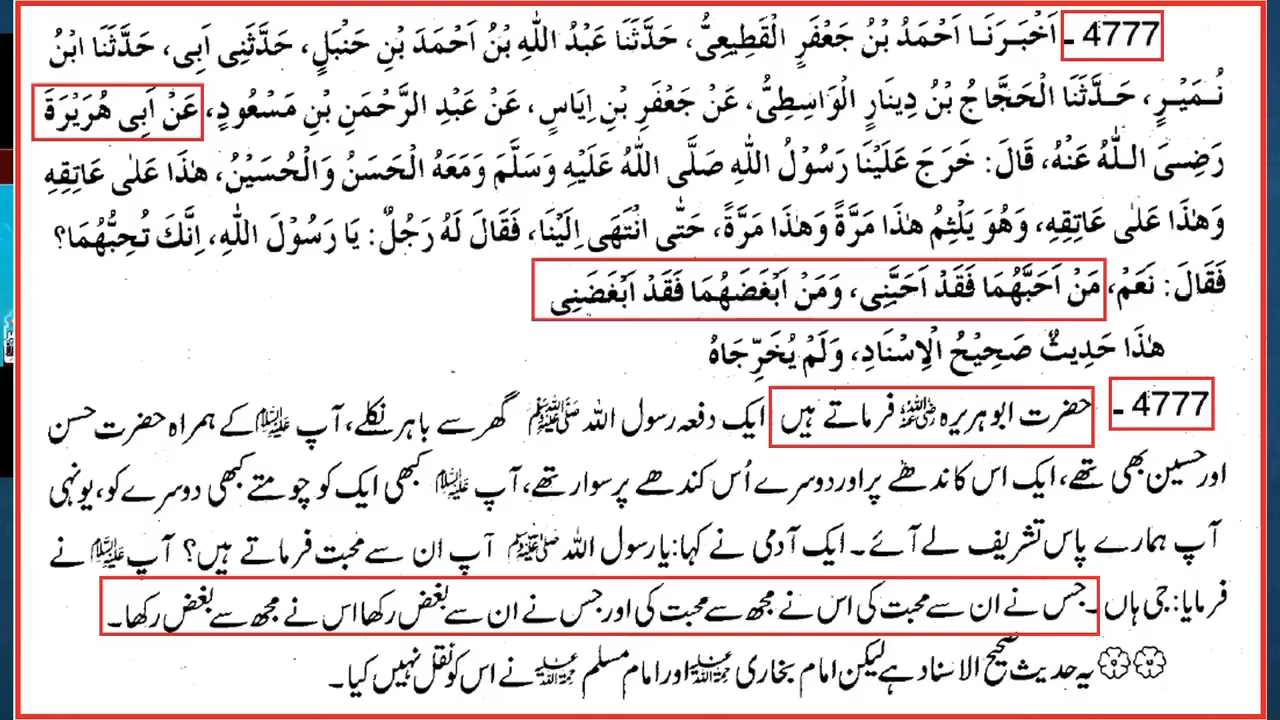 4777 ـ اَخْبَرَنَا اَحْمَدُ بْنُ جَعْفَرٍ الْقَطِيعِيُّ، حَدَّثَنَا عَبْدُ اللّٰهِ بْنُ اَحْمَدَ بْنِ حَنْبَلٍ، حَدَّثَنِى اَبِى، حَدَّثَنَا ابْنُ
نُمَيْرٍ، حَدَّثَنَا الْحَجَّاجُ بْنُ دِينَارٍ الْوَاسِطِيُّ، عَنْ جَعْفَرِ بْنِ اِيَاسٍ، عَنْ عَبْدِ الرَّحْمٰنِ بْنِ مَسْعُودٍ، عَنْ اَبِى هُرَيْرَةَ
رَضِىَ اللّٰهُ عَنْهُ، قَالَ: خَرَجَ عَلَيْنَا رَسُوْلُ اللّٰهِ صَلَّى اللّٰهُ عَلَيْهِ وَسَلَّمَ وَمَعَهُ الْحَسَنُ وَالْحُسَيْنُ، هٰذَا عَلٰى عَاتِقِهِ
وَهٰذَا عَلٰى عَاتِقِهِ، وَهُوَ يَلْثِمُ هٰذَا مَرَّةً وَهٰذَا مَرَّةً، حَتّٰى انْتَهَى اِلَيْنَا، فَقَالَ لَهُ رَجُلٌ: يَا رَسُوْلَ اللّٰهِ، اِنَّكَ تُحِبُّهُمَا؟
فَقَالَ: نَعَمْ، مَنْ اَحَبَّهُمَا فَقَدْ اَحَبَّنِى، وَمَنْ اَبْغَضَهُمَا فَقَدْ اَبْغَضَنِى
هٰذَا حَدِيثٌ صَحِيْحُ الْاِسْنَادِ، وَلَمْ يُخَرِّجَاهُ
4777 ـ حضرت ابوہریرہ رضی اللہ عنہ فرماتے ہیں ایک دفعہ رسول اللہ صلی اللہ علیہ وسلم گھر سے باہر نکلے، آپ علیہ السلام کے ہمراہ حضرت حسن
اور حسین بھی تھے، ایک اس کاندھے پر اور دوسرے اُس کندھے پر سوار تھے، آپ علیہ السلام کبھی ایک کو چومتے کبھی دوسرے کو، یونہی
آپ ہمارے پاس تشریف لے آئے۔ ایک آدمی نے کہا: یا رسول اللہ صلی اللہ علیہ وسلم آپ ان سے محبت فرماتے ہیں؟ آپ علیہ السلام نے
فرمایا: جی ہاں۔ جس نے ان سے محبت کی اس نے مجھ سے محبت کی اور جس نے ان سے بغض رکھا اس نے مجھ سے بغض رکھا۔
یہ حدیث صحیح الاسناد ہے لیکن امام بخاری رحمۃ اللہ علیہ اور امام مسلم رحمۃ اللہ علیہ نے اس کو نقل نہیں کیا۔